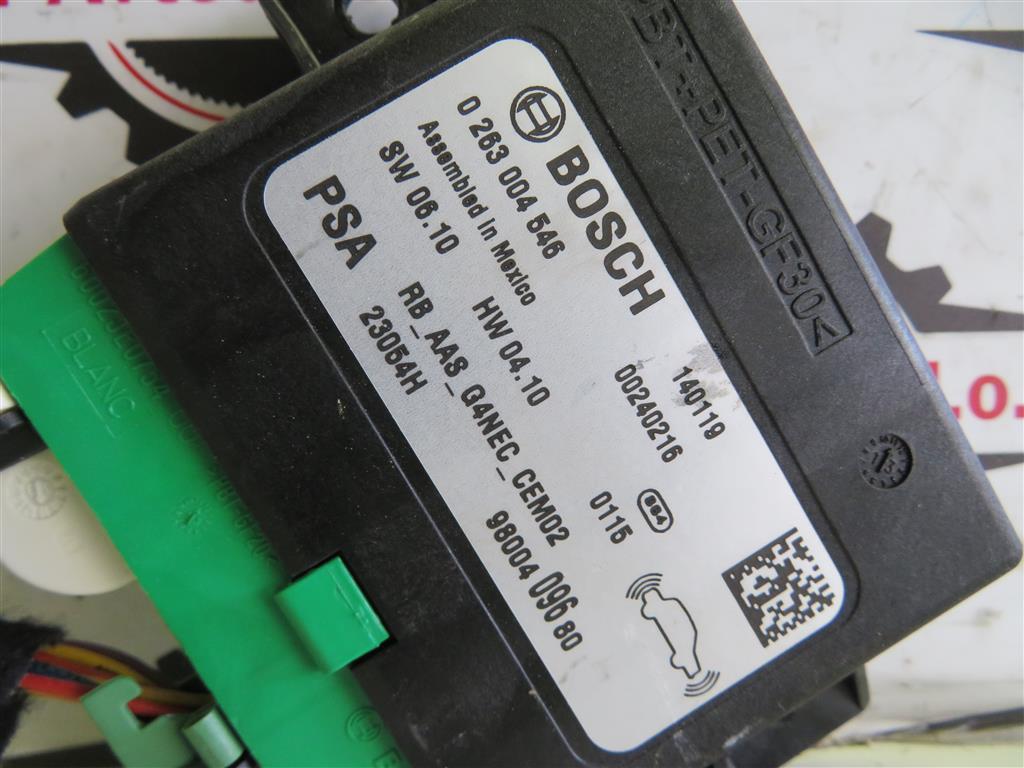 PBT+PET-GF30<
BOSCH
0 263 004 546
140119
Assembled in Mexico
00240216
SW 06.10
HW 04.10
0115
884
PSA
RB_AAS_G4NEC_CEM02
23054H
98004 096 80
BLANC
.o.